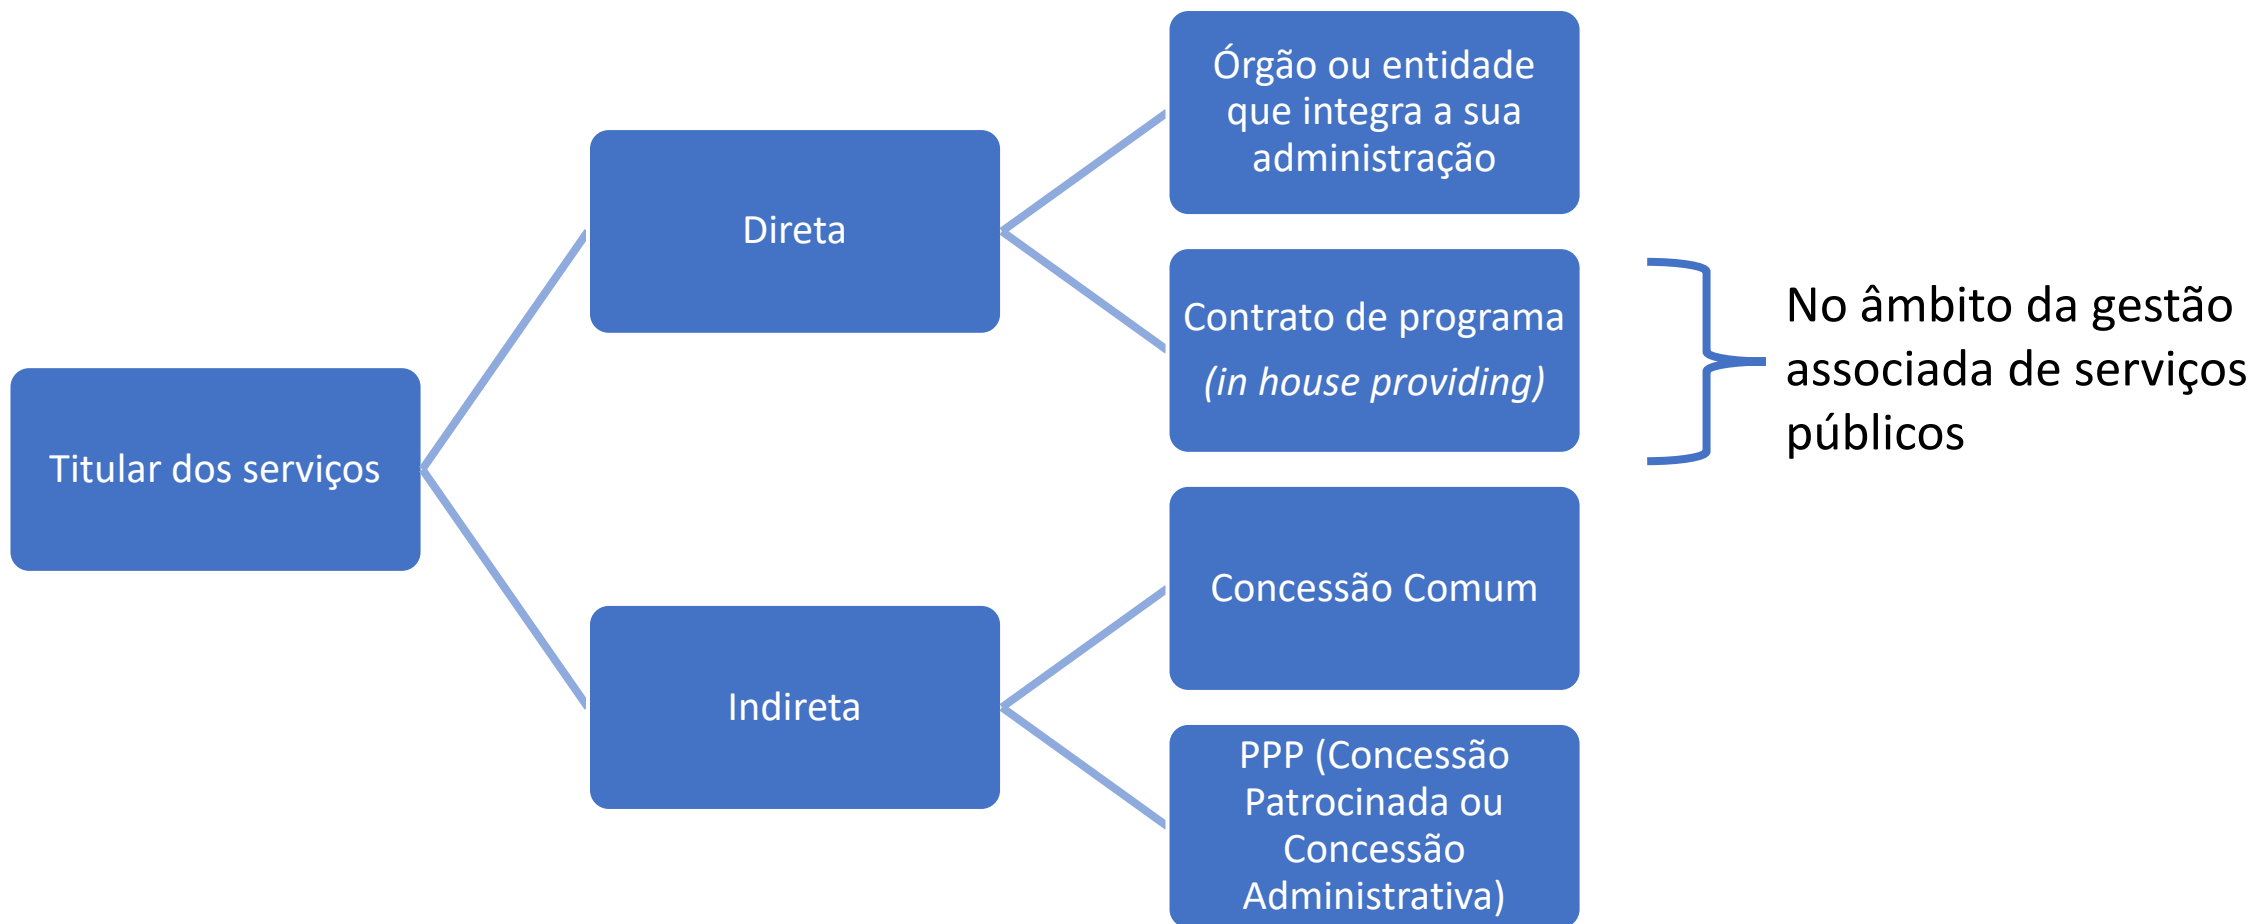 Titular dos serviços
Direta
Indireta
Órgão ou entidade
que integra a sua
administração
Contrato de programa
(in house providing)
Concessão Comum
PPP (Concessão
Patrocinada ou
Concessão
Administrativa)
No âmbito da gestão
associada de serviços
públicos